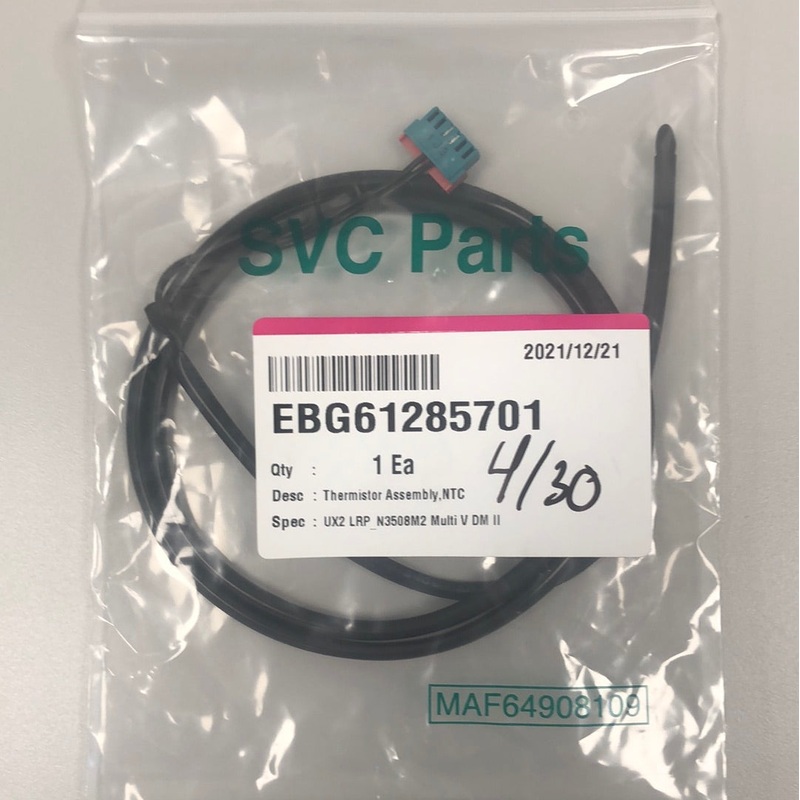 SVC Parts
2021/12/21
EBG61285701
Qty : 1 Ea
4/30
Desc : Thermistor Assembly,NTC
Spec : UX2 LRP_N3508M2 Multi V DM II
MAF64908109